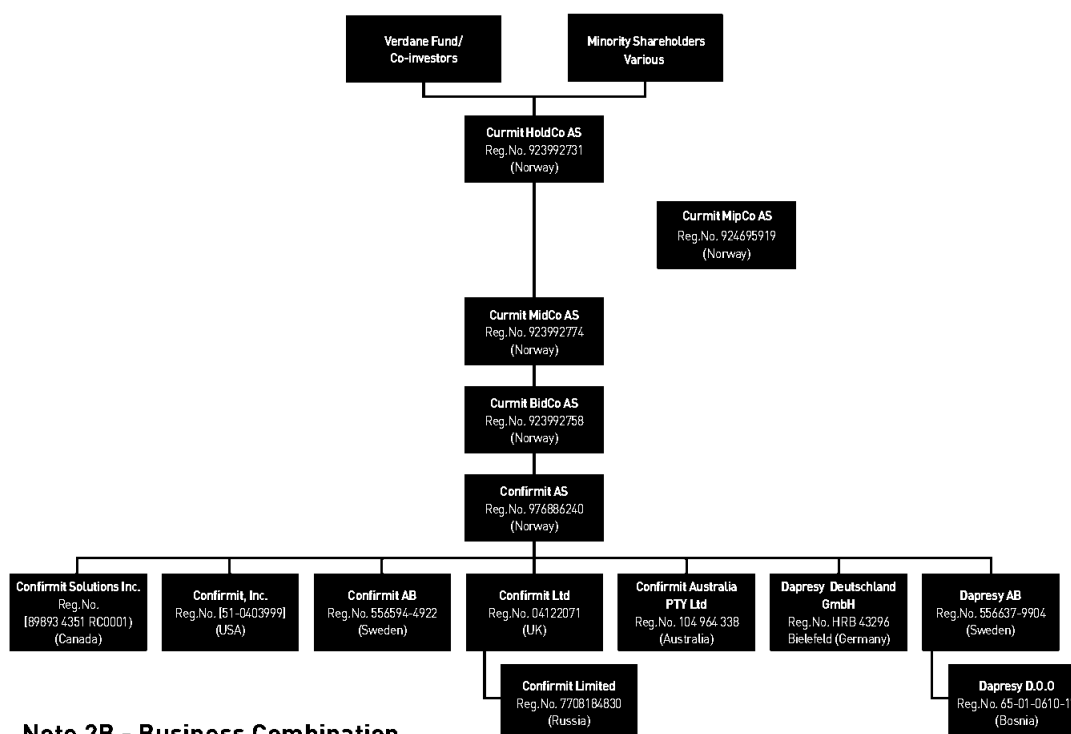 Verdane Fund/
Co-investors
Minority Shareholders
Various
Curmit HoldCo AS
Reg.No. 923992731
(Norway)
Curmit MipCo AS
Reg.No. 924695919
(Norway)
Curmit MidCo AS
Reg.No. 923992774
(Norway)
Curmit BidCo AS
Reg.No. 923992758
(Norway)
Confirmit AS
Reg.No. 976886240
(Norway)
Confirmit Solutions Inc.
Reg.No.
[89893 4351 RC0001)
(Canada)
Confirmit, Inc.
Reg.No. [51-0403999]
(USA)
Confirmit AB
Reg.No. 556594-4922
(Sweden)
Confirmit Ltd
Reg.No. 04122071
(UK)
Confirmit Australia
PTY Ltd
Reg.No. 104 964 338
(Australia)
Dapresy Deutschland
GmbH
Reg.No. HRB 43296
Bielefeld (Germany)
Dapresy AB
Reg.No. 556637-9904
(Sweden)
Confirmit Limited
Reg.No. 7708184830
(Russia)
Dapresy D.O.O
Reg.No. 65-01-0610-1
(Bosnia)
Note 2B - Business Combination